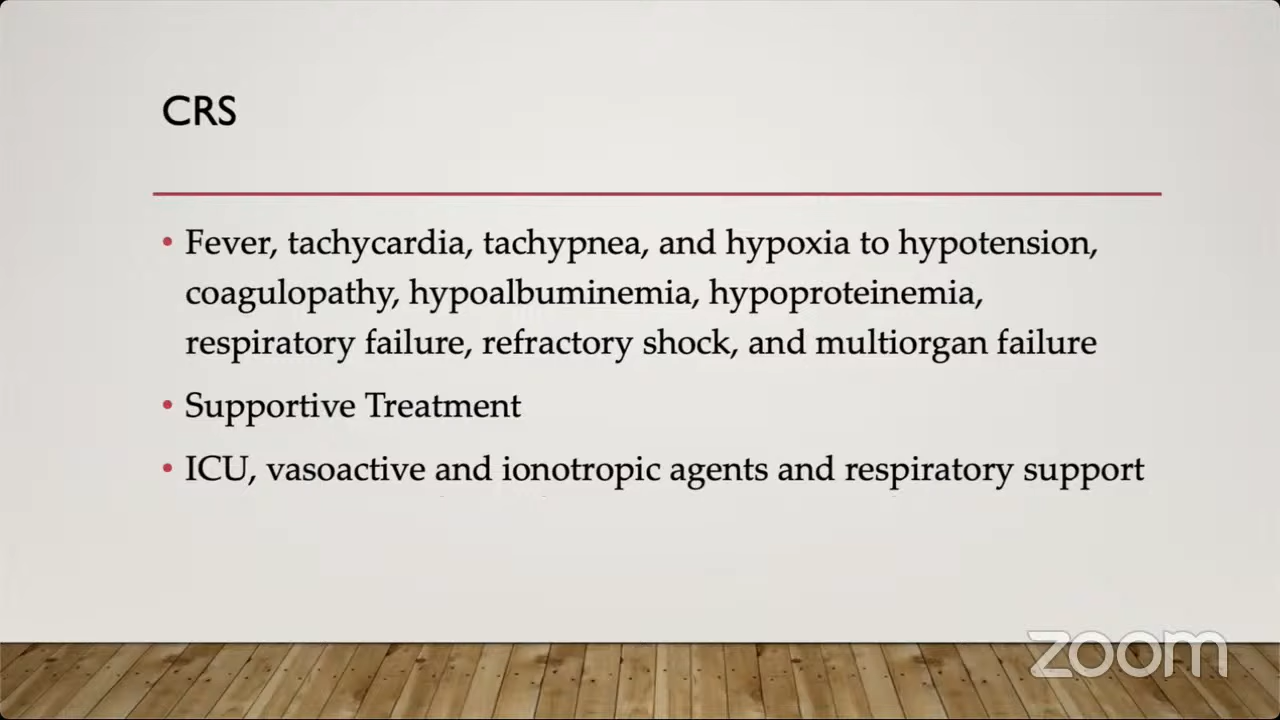 CRS
• Fever, tachycardia, tachypnea, and hypoxia to hypotension,
coagulopathy, hypoalbuminemia, hypoproteinemia,
respiratory failure, refractory shock, and multiorgan failure
• Supportive Treatment
• ICU, vasoactive and ionotropic agents and respiratory support
zoom